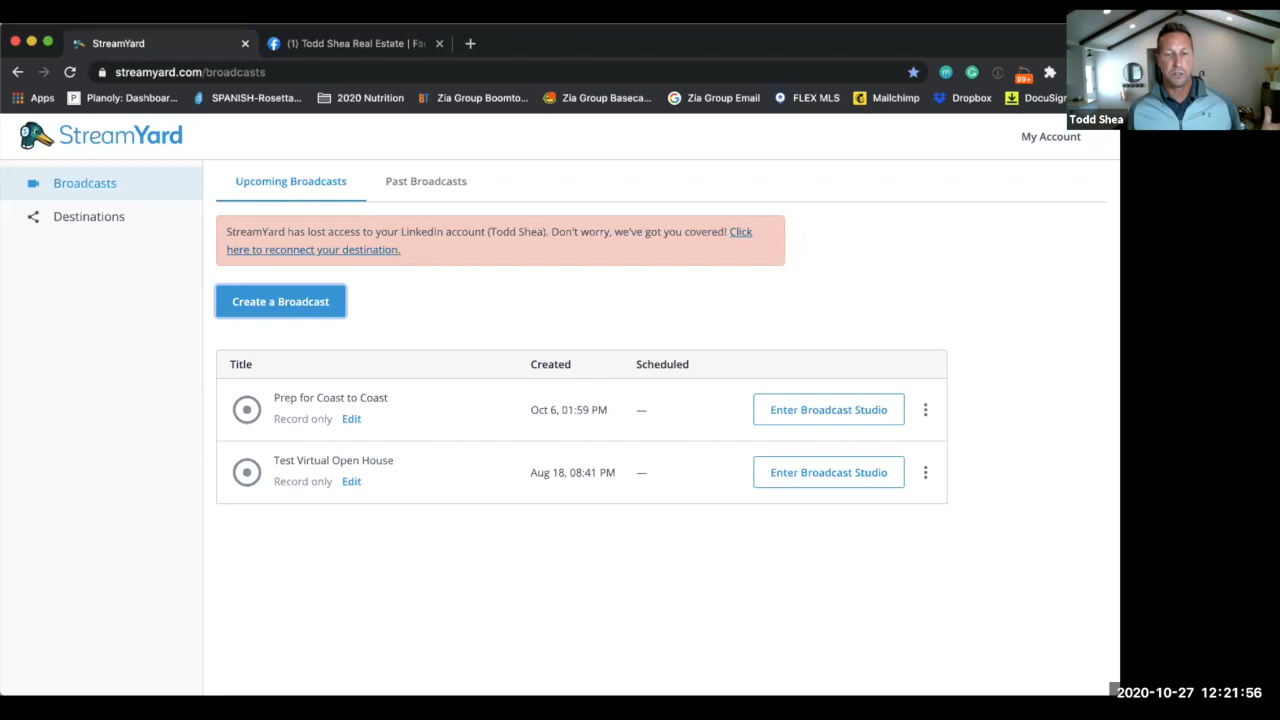 StreamYard
(1) Todd Shea Real Estate | Fa
streamyard.com/broadcasts
99+
Apps
Planoly: Dashboar...
SPANISH-Rosetta...
2020 Nutrition
Zia Group Boomto...
Zia Group Baseca...
Zia Group Email
FLEX MLS
Mailchimp
Dropbox
DocuSig
Todd Shea
StreamYard
My Account
Broadcasts
Destinations
Upcoming Broadcasts
Past Broadcasts
StreamYard has lost access to your LinkedIn account (Todd Shea). Don't worry, we've got you covered! Click
here to reconnect your destination.
Create a Broadcast
Title Created Scheduled
Prep for Coast to Coast
Record only Edit
Oct 6, 01:59 PM —
Enter Broadcast Studio
Test Virtual Open House
Record only Edit
Aug 18, 08:41 PM —
Enter Broadcast Studio
2020-10-27 12:21:56